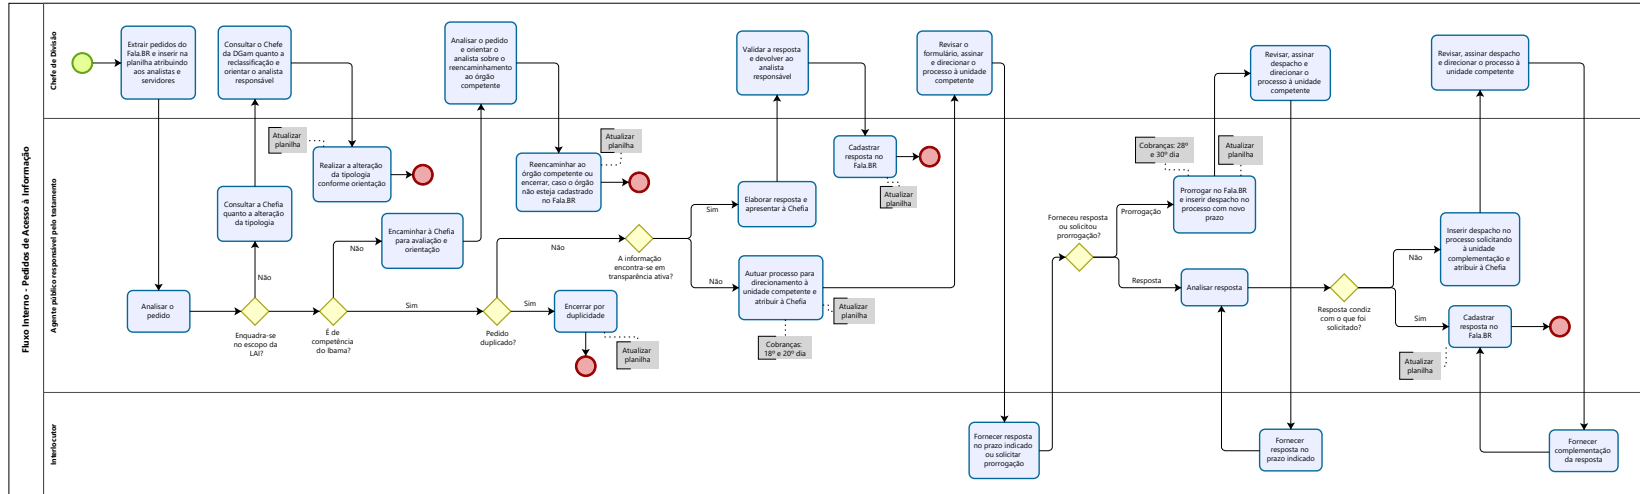 Fluxo Interno - Pedidos de Acesso à Informação
Chefe de Divisão
Extrair pedidos do
Fala.BR e inserir na
planilha atribuindo
aos analistas e
servidores
Consultar o Chefe
da DGam quanto a
reclassificação e
orientar o analista
responsável
Analisar o pedido
e orientar o
analista sobre o
reencaminhamento
ao órgão
competente
Validar a resposta
e devolver ao
analista
responsável
Revisar o
formulário, assinar
e direcionar o
processo à unidade
competente
Revisar, assinar
despacho e
direcionar o
processo à unidade
competente
Revisar, assinar despacho
e direcionar o processo à
unidade competente
Agente público responsável pelo tratamento
Analisar o
pedido
Enquadra-se
no escopo da
LAI?
Não
Consultar a Chefia
quanto a alteração
da tipologia
Atualizar
planilha
Realizar a alteração
da tipologia
conforme orientação
É de
competência
do Ibama?
Não
Encaminhar à Chefia
para avaliação e
orientação
Sim
Atualizar
planilha
Reencaminhar ao
órgão competente ou
encerrar, caso o órgão
não esteja cadastrado
no Fala.BR
Pedido
duplicado?
Sim
Encerrar por
duplicidade
Atualizar
planilha
Não
A informação
encontra-se em
transparência ativa?
Sim
Elaborar resposta e
apresentar à Chefia
Não
Autuar processo para
direcionamento à
unidade competente e
atribuir à Chefia
Cobranças:
18º e 20º dia
Atualizar
planilha
Cadastrar
resposta no
Fala.BR
Atualizar
planilha
Forneceu resposta
ou solicitou
prorrogação?
Prorrogação
Cobranças: 28º
e 30º dia
Atualizar
planilha
Prorrogar no Fala.BR
e inserir despacho no
processo com novo
prazo
Resposta
Analisar resposta
Resposta condiz
com o que foi
solicitado?
Não
Inserir despacho no
processo solicitando
à unidade
complementação e
atribuir à Chefia
Sim
Cadastrar
resposta no
Fala.BR
Atualizar
planilha
Interlocutor
Fornecer resposta
no prazo indicado
ou solicitar
prorrogação
Fornecer
resposta no
prazo indicado
Fornecer
complementação
da resposta